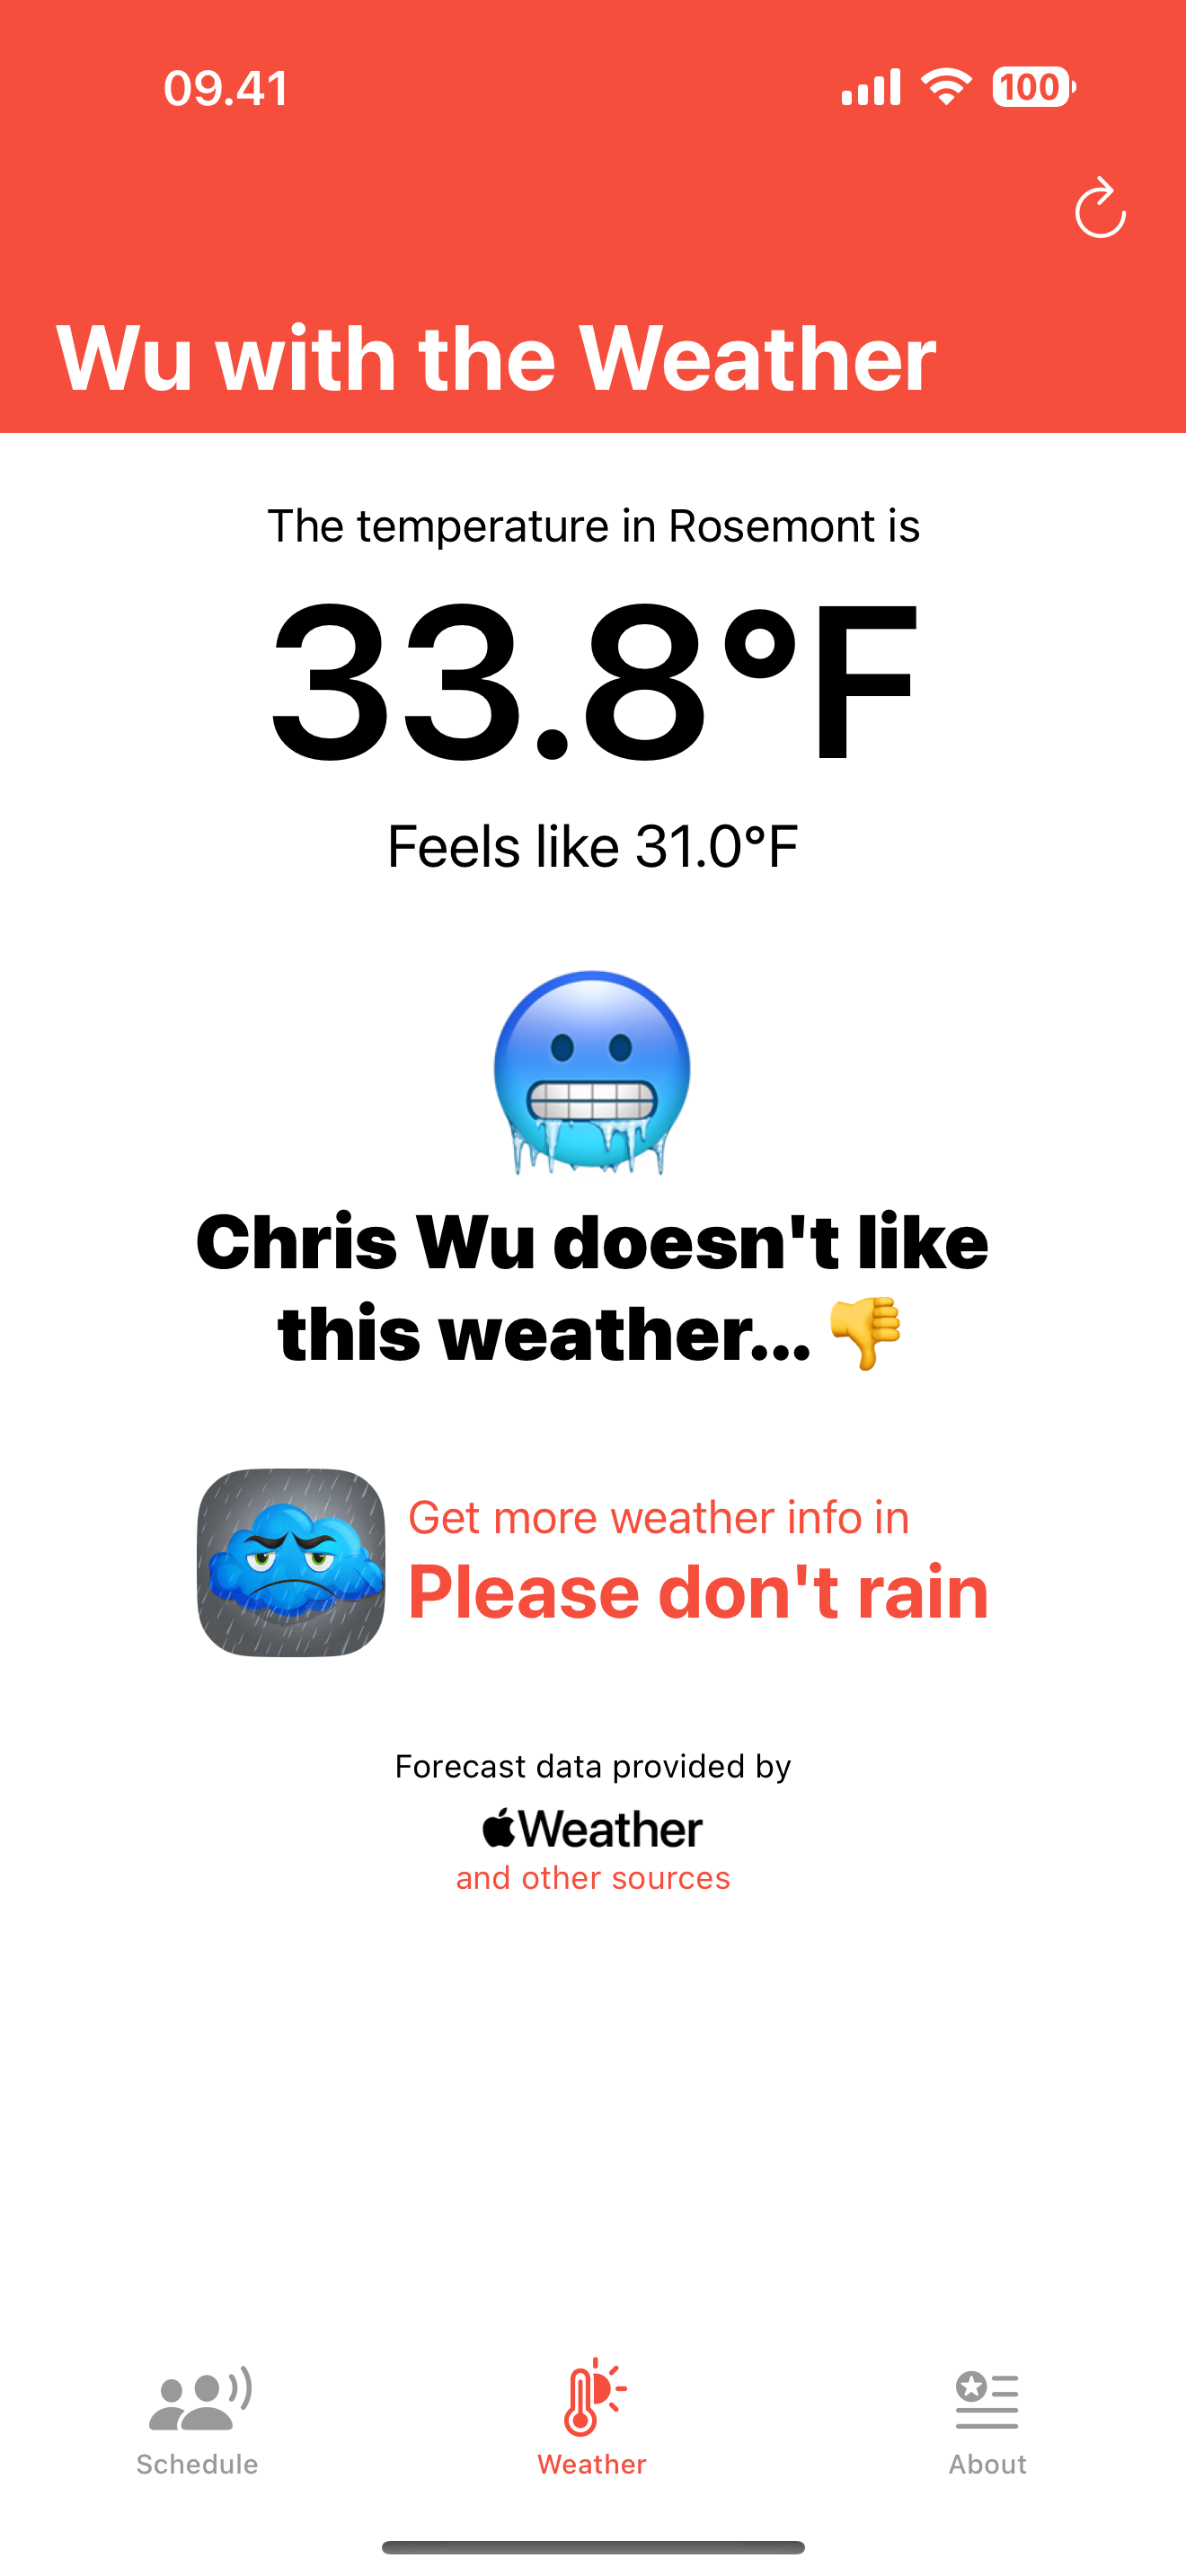 09.41
100
Wu with the Weather
The temperature in Rosemont is
33.8°F
Feels like 31.0°F
Chris Wu doesn't like
this weather... 👎
Get more weather info in
Please don't rain
Forecast data provided by
Weather
and other sources
Schedule
Weather
About